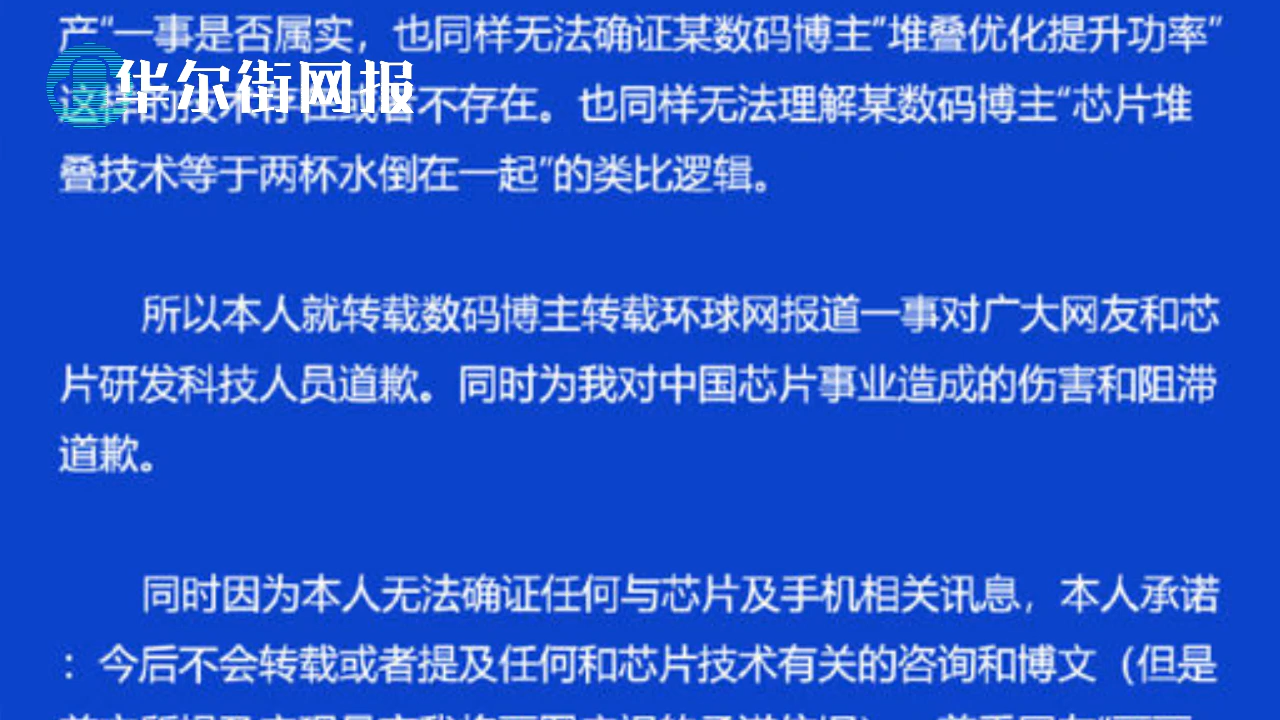 产“一事是否属实，也同样无法确证某数码博主“堆叠优化提升功率”
华尔街网报
这样的技术存在或者不存在。也同样无法理解某数码博主“芯片堆
叠技术等于两杯水倒在一起”的类比逻辑。
所以本人就转载数码博主转载环球网报道一事对广大网友和芯
片研发科技人员道歉。同时为我对中国芯片事业造成的伤害和阻滞
道歉。
同时因为本人无法确证任何与芯片及手机相关讯息，本人承诺
：今后不会转载或者提及任何和芯片技术有关的咨询和博文（但是